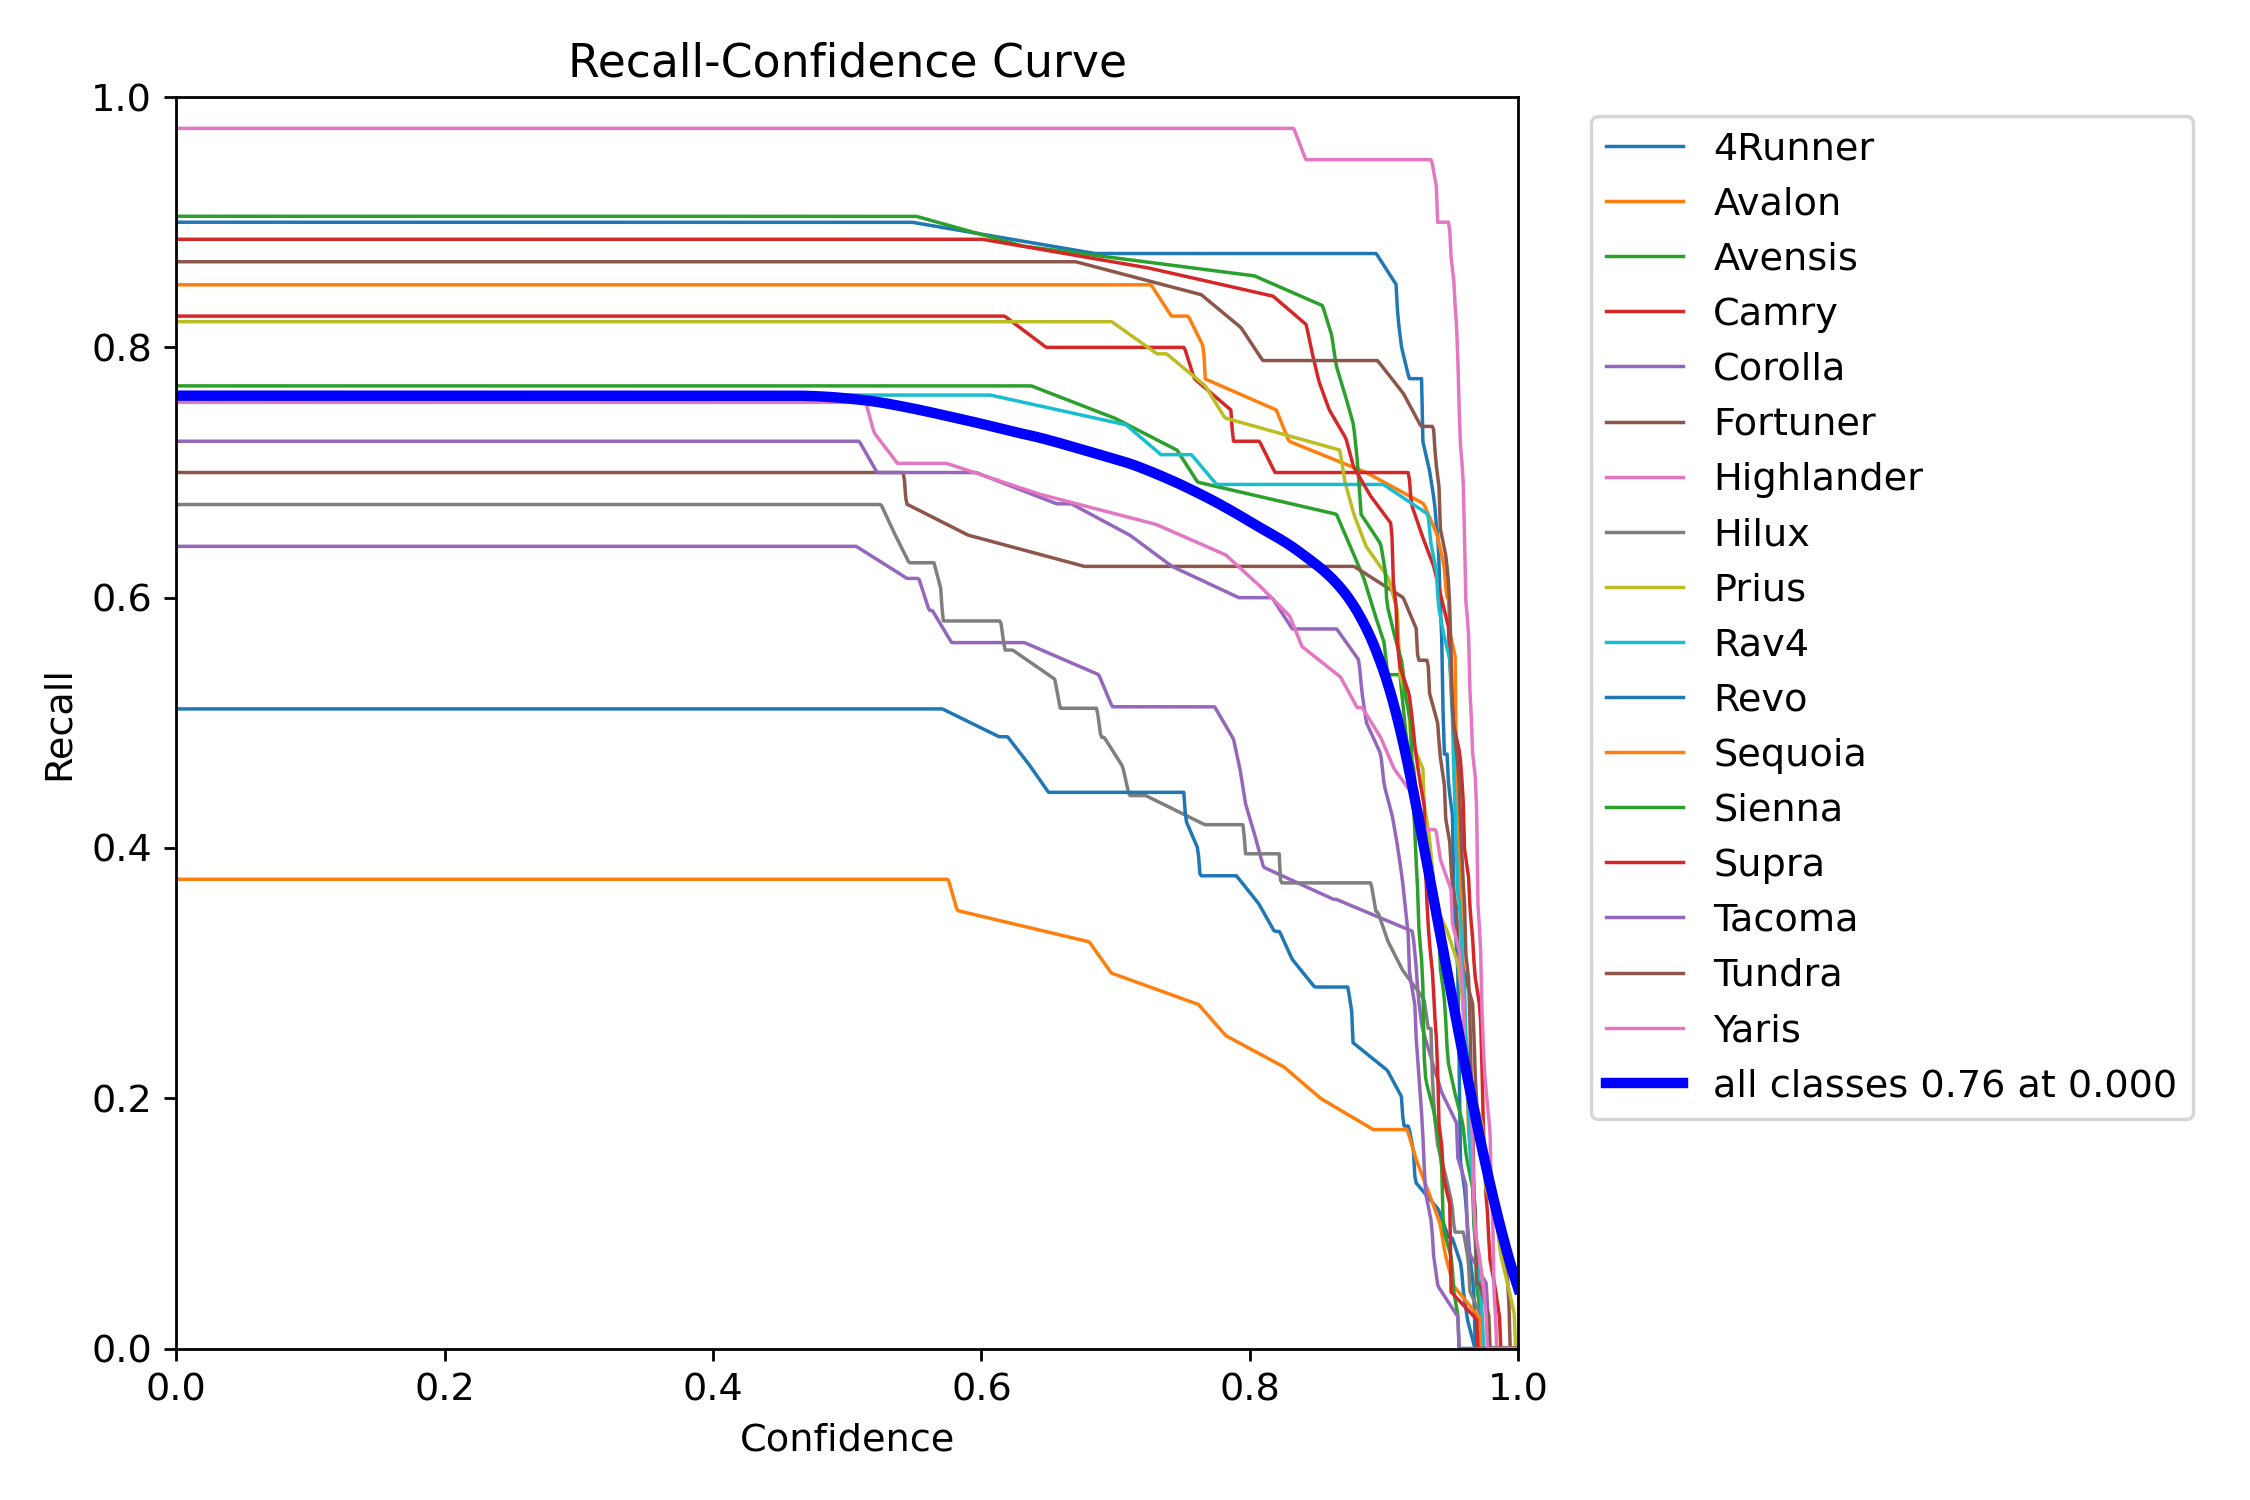 Recall-Confidence Curve
1.0
0.8
0.6
0.4
0.2
0.0
Recall
0.0 0.2 0.4 0.6 0.8 1.0
Confidence
4Runner
Avalon
Avensis
Camry
Corolla
Fortuner
Highlander
Hilux
Prius
Rav4
Revo
Sequoia
Sienna
Supra
Tacoma
Tundra
Yaris
all classes 0.76 at 0.000